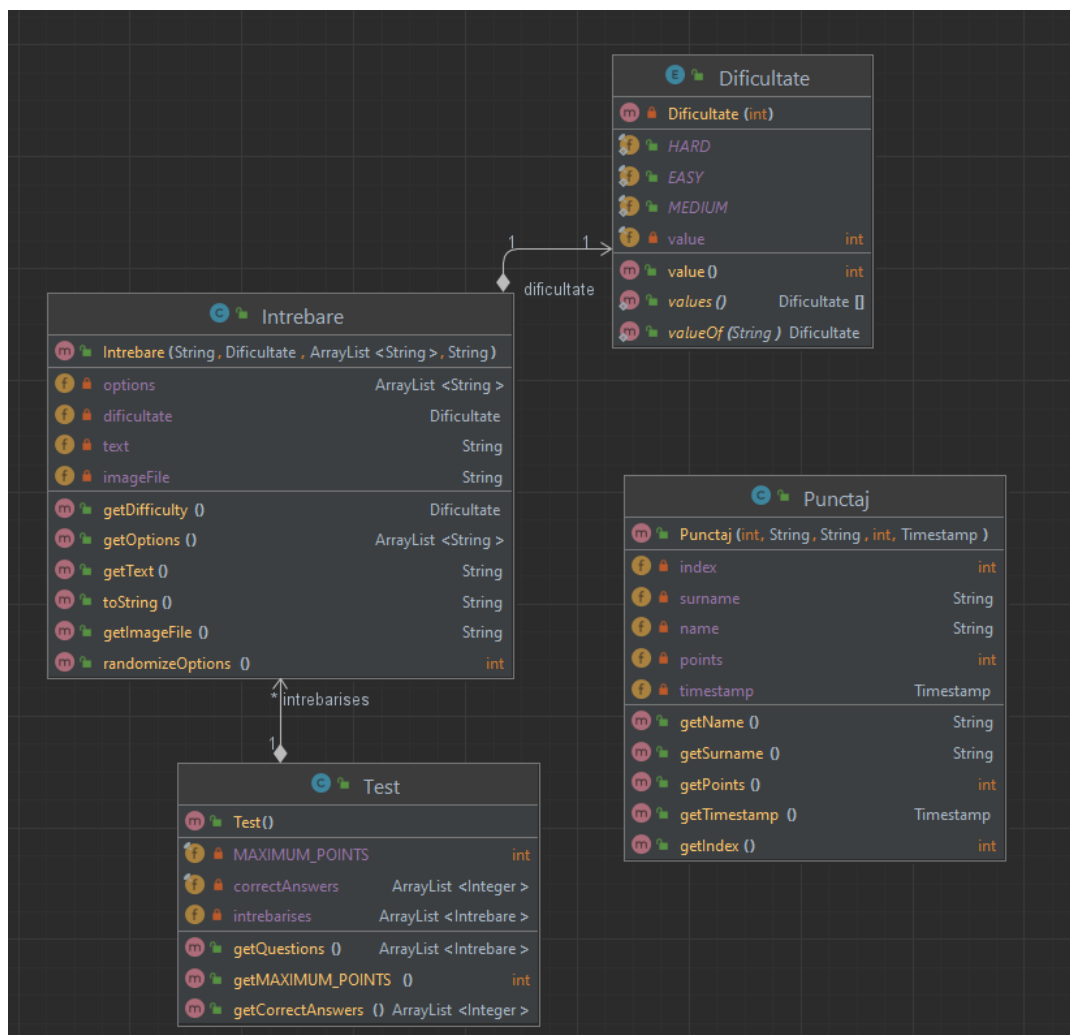 E Dificultate
m Dificultate (int)
f HARD
f EASY
f MEDIUM
f value int
m value () int
m values () Dificultate []
m valueOf (String ) Dificultate
1 1
dificultate
C Intrebare
m Intrebare (String , Dificultate , ArrayList <String >, String )
f options ArrayList <String >
f dificultate Dificultate
f text String
f imageFile String
m getDifficulty () Dificultate
m getOptions () ArrayList <String >
m getText () String
m toString () String
m getImageFile () String
m randomizeOptions () int
* intrebarises
1
C Test
m Test ()
f MAXIMUM_POINTS int
f correctAnswers ArrayList <Integer >
f intrebarises ArrayList <Intrebare >
m getQuestions () ArrayList <Intrebare >
m getMAXIMUM_POINTS () int
m getCorrectAnswers () ArrayList <Integer >
C Punctaj
m Punctaj (int, String , String , int, Timestamp )
f index int
f surname String
f name String
f points int
f timestamp Timestamp
m getName () String
m getSurname () String
m getPoints () int
m getTimestamp () Timestamp
m getIndex () int